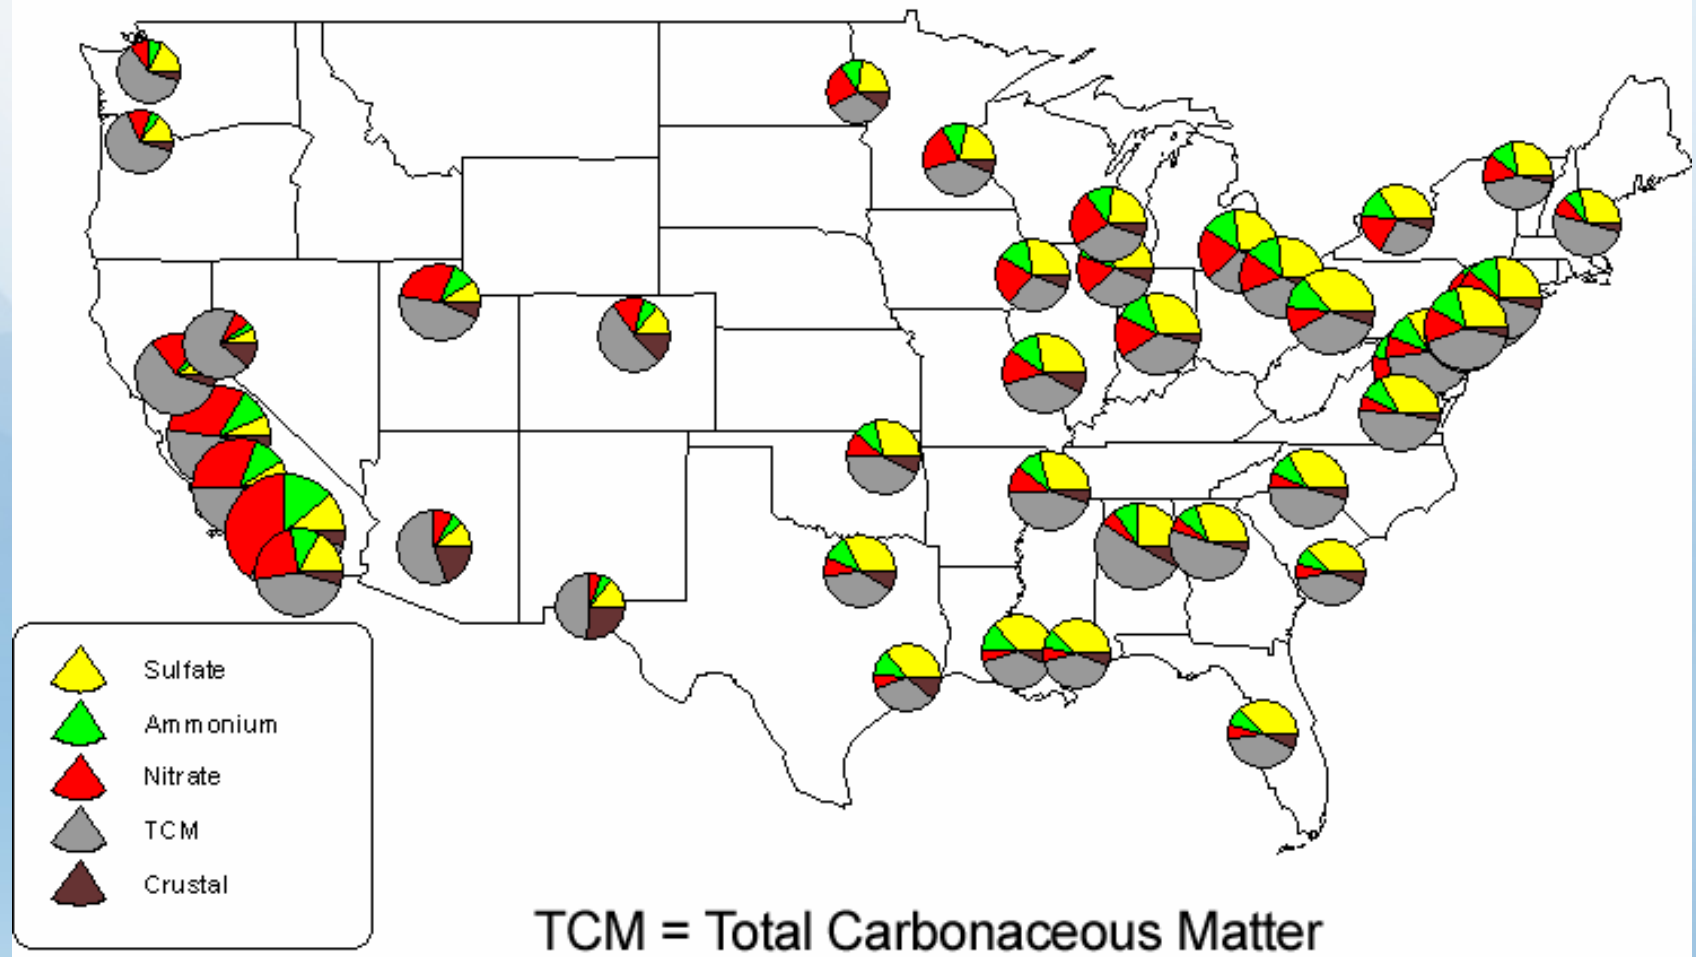 Sulfate
Ammonium
Nitrate
TCM
Crustal
TCM = Total Carbonaceous Matter